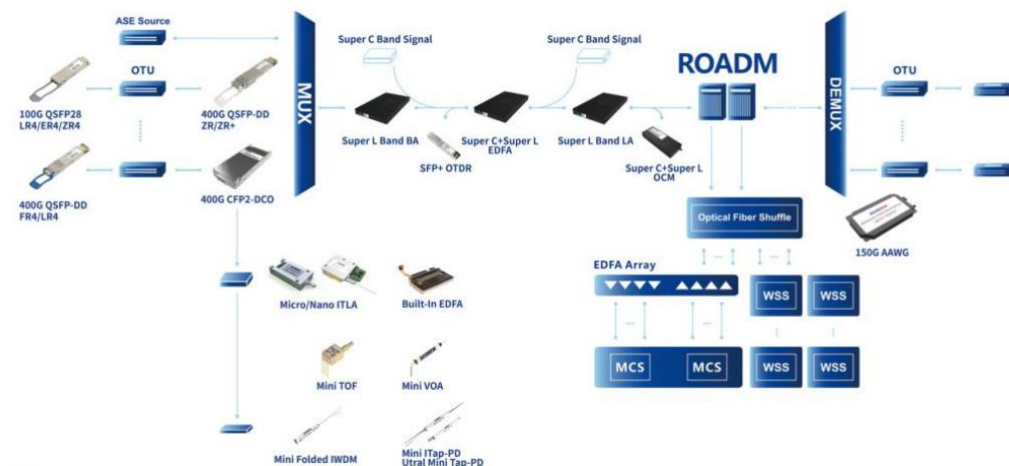 ASE Source
OTU
100G QSFP28
LR4/ER4/ZR4
400G QSFP-DD
ZR/ZR+
400G QSFP-DD
FR4/LR4
400G CFP2-DCO
MUX
Super C Band Signal
Super C Band Signal
Super L Band BA
Super C+Super L
EDFA
Super L Band LA
SFP+ OTDR
Super C+Super L
OCM
ROADM
DEMUX
OTU
150G AAWG
Optical Fiber Shuffle
EDFA Array
WSS
WSS
MCS
MCS
WSS
WSS
Micro/Nano ITLA
Built-In EDFA
Mini TOF
Mini VOA
Mini Folded IWDM
Mini ITap-PD
Utral Mini Tap-PD